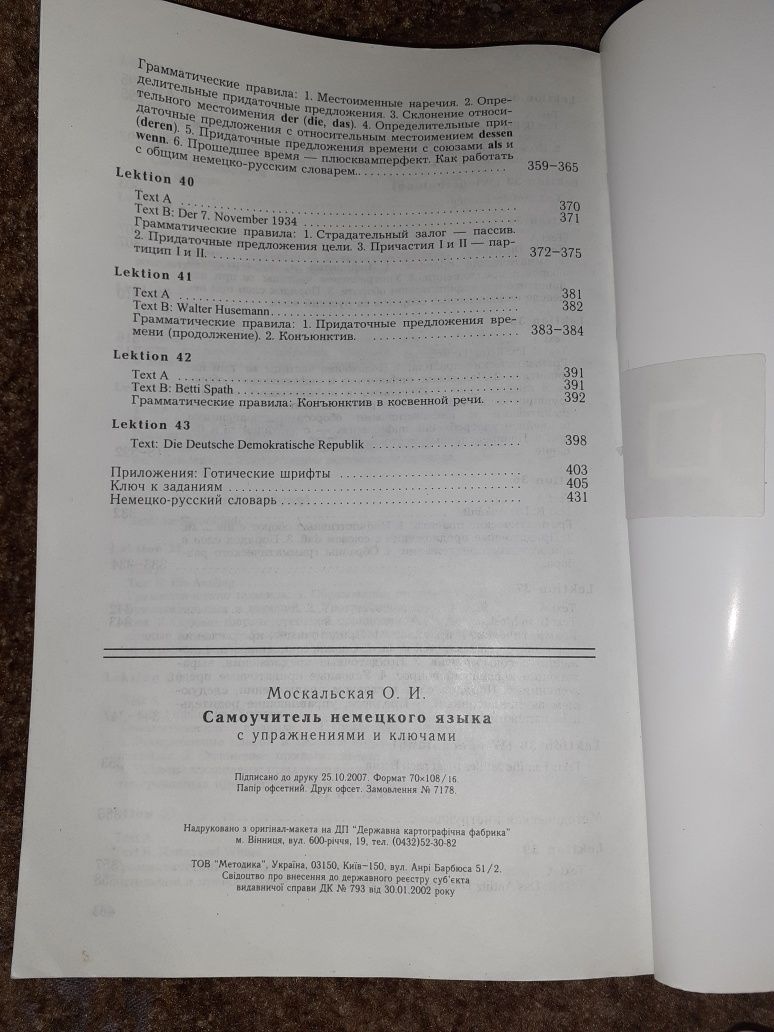 Грамматические правила: 1. Местоименные наречия. 2. Опре-
делительные придаточные предложения. 3. Склонение относи-
тельного местоимения der (die, das). 4. Определительные при-
даточные предложения с относительным местоимением dessen
(deren). 5. Придаточные предложения времени с союзами als и
wenn. 6. Прошедшее время — плюсквамперфект. Как работать
с общим немецко-русским словарем. 359—365
Lektion 40
Text A 370
Text B: Der 7. November 1934 371
Грамматические правила: 1. Страдательный залог — пассив.
2. Придаточные предложения цели. 3. Причастия I и II — пар-
тицип I и II. 372—375
Lektion 41
Text A 381
Text B: Walter Husemann. 382
Грамматические правила: 1. Придаточные предложения вре-
мени (продолжение). 2. Конъюнктив. 383—384
Lektion 42
Text A 391
Text B: Betti Spath 391
Грамматические правила: Конъюнктив в косвенной речи. 392
Lektion 43
Text: Die Deutsche Demokratische Republik 398
Приложения: Готические шрифты 403
Ключ к заданиям 405
Немецко-русский словарь 431
Москальская О. И.
Самоучитель немецкого языка
с упражнениями и ключами
Підписано до друку 25.10.2007. Формат 70×108/16.
Папір офсетний. Друк офсет. Замовлення № 7178.
Надруковано з оригінал-макета на ДП "Державна картографічна фабрика"
м. Вінниця, вул. 600-річчя, 19, тел. (0432)52-30-82
ТОВ "Методика", Україна, 03150, Київ—150, вул. Анрі Барбюса 51/2.
Свідоцтво про внесення до державного реєстру суб'єкта
видавничої справи ДК № 793 від 30.01.2002 року